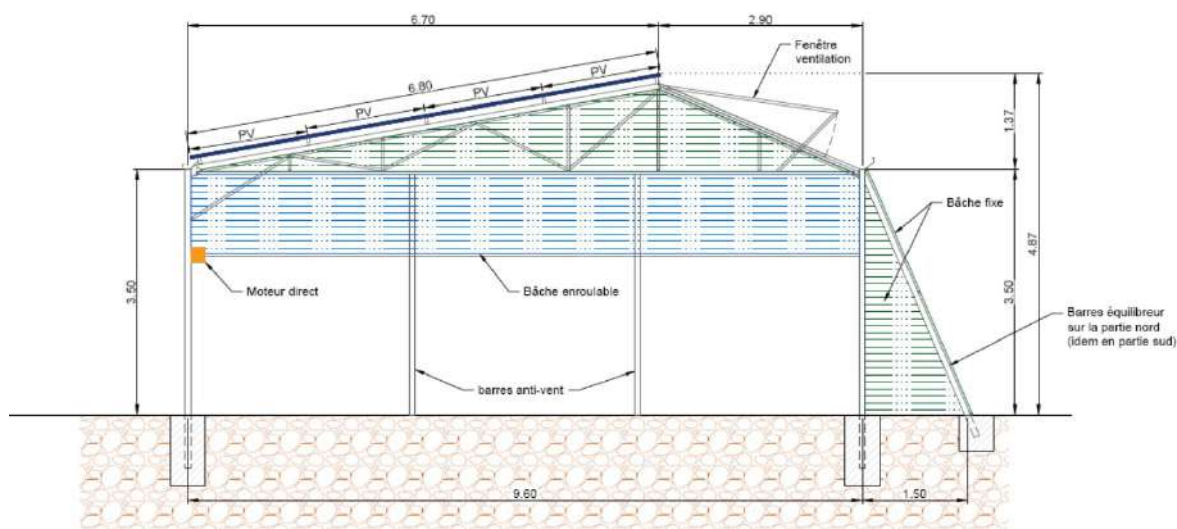 6.70
2.90
Fenêtre
ventilation
6.80
PV
PV
PV
PV
1.37
Bâche fixe
4.87
3.50
3.50
Moteur direct
Bâche enroulable
Barres équilibreur
sur la partie nord
(idem en partie sud)
barres anti-vent
9.60
1.50